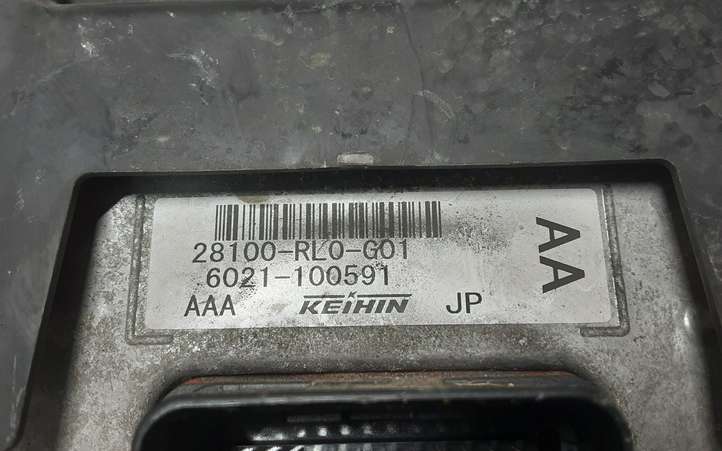 28100-RL0-G01
6021-100591
AAA KEIHIN JP
AA